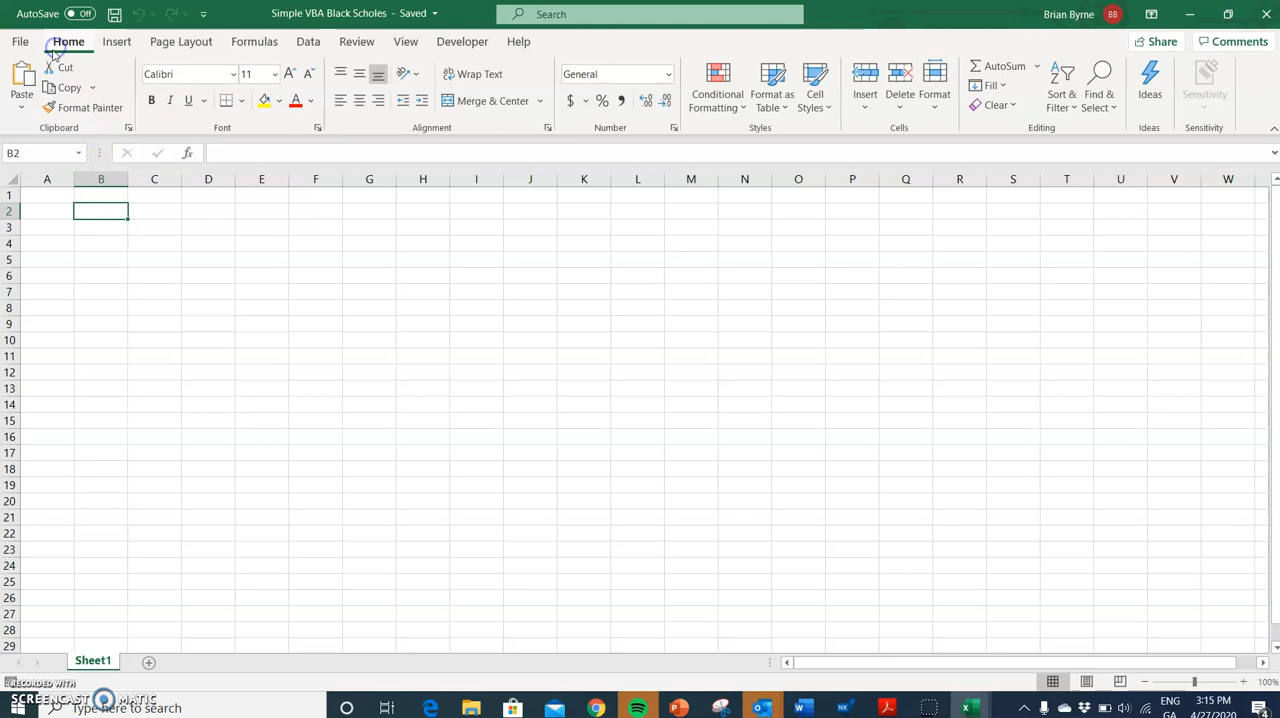 AutoSave Off Simple VBA Black Scholes - Saved Search Brian Byrne BB
File Home Insert Page Layout Formulas Data Review View Developer Help Share Comments
Paste Cut Copy Format Painter Clipboard
Calibri 11 B I U A A A Font
ab Wrap Text Merge & Center Alignment
General $ % , Number
Conditional Formatting Format as Table Cell Styles Styles
Insert Delete Format Cells
AutoSum Fill Clear Sort & Filter Find & Select Editing
Ideas Ideas
Sensitivity Sensitivity
B2 fx
A B C D E F G H I J K L M N O P Q R S T U V W
1
2
3
4
5
6
7
8
9
10
11
12
13
14
15
16
17
18
19
20
21
22
23
24
25
26
27
28
29
Sheet1
100%
RECORDED WITH
SCREENCAST MATIC
Type here to search
ENG 3:15 PM
GA 4/27/2020